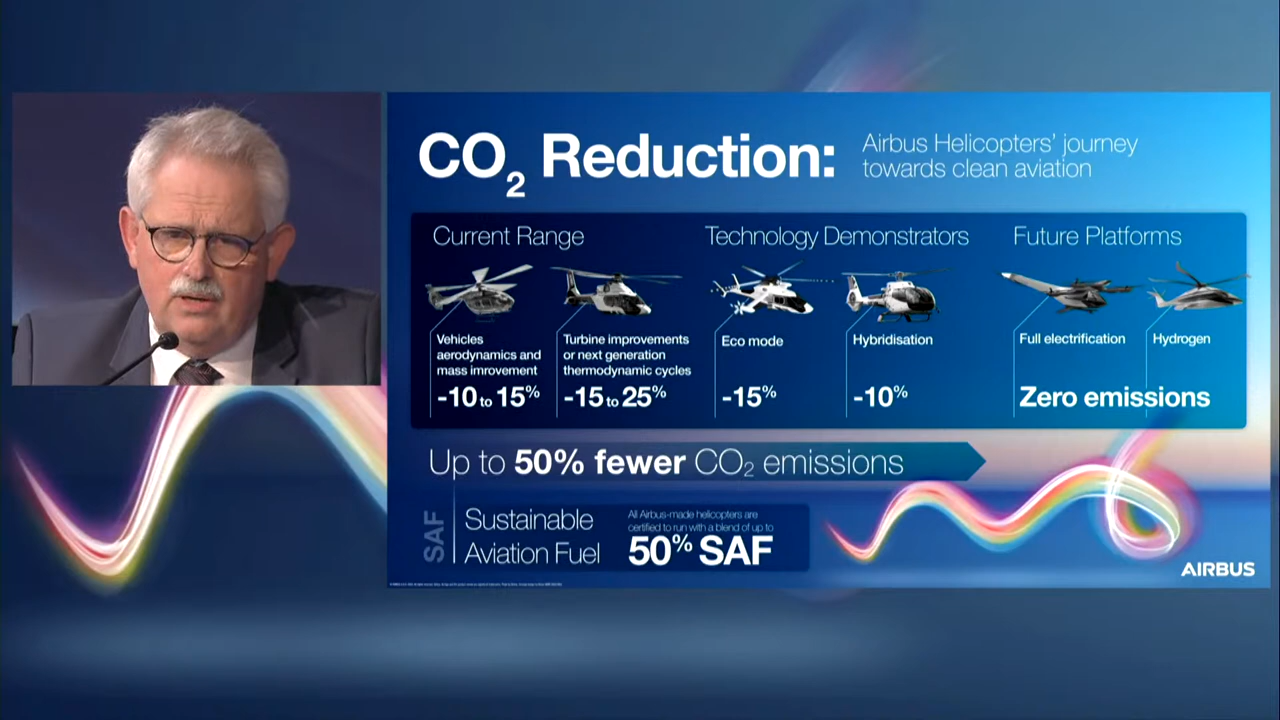 CO2 Reduction:
Airbus Helicopters' journey
towards clean aviation
Current Range
Technology Demonstrators
Future Platforms
Vehicles
aerodynamics and
mass imrovement
-10 to 15%
Turbine improvements
or next generation
thermodynamic cycles
-15 to 25%
Eco mode
-15%
Hybridisation
-10%
Full electrification
Hydrogen
Zero emissions
Up to 50% fewer CO2 emissions
SAF
Sustainable
Aviation Fuel
All Airbus-made helicopters are
certified to run with a blend of up to
50% SAF
AIRBUS